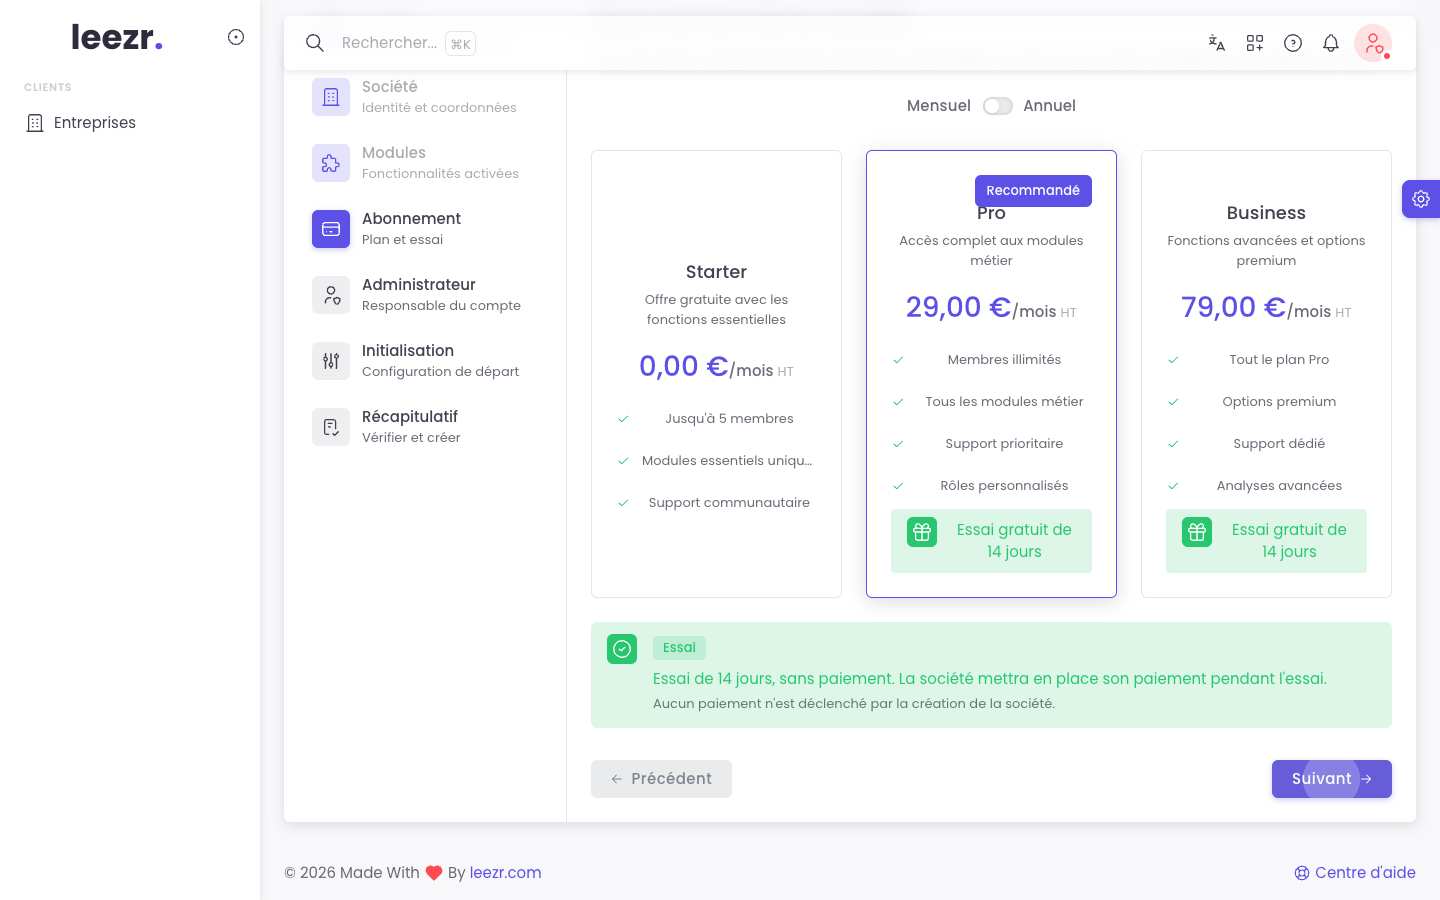 leezr.
CLIENTS
Entreprises
Rechercher... ⌘K
Société
Identité et coordonnées
Modules
Fonctionnalités activées
Abonnement
Plan et essai
Administrateur
Responsable du compte
Initialisation
Configuration de départ
Récapitulatif
Vérifier et créer
Mensuel
Annuel
Starter
Offre gratuite avec les
fonctions essentielles
0,00 €/mois HT
Jusqu'à 5 membres
Modules essentiels uniqu...
Support communautaire
Recommandé
Pro
Accès complet aux modules
métier
29,00 €/mois HT
Membres illimités
Tous les modules métier
Support prioritaire
Rôles personnalisés
Essai gratuit de
14 jours
Business
Fonctions avancées et options
premium
79,00 €/mois HT
Tout le plan Pro
Options premium
Support dédié
Analyses avancées
Essai gratuit de
14 jours
Essai
Essai de 14 jours, sans paiement. La société mettra en place son paiement pendant l'essai.
Aucun paiement n'est déclenché par la création de la société.
Précédent
Suivant
© 2026 Made With By leezr.com
Centre d'aide